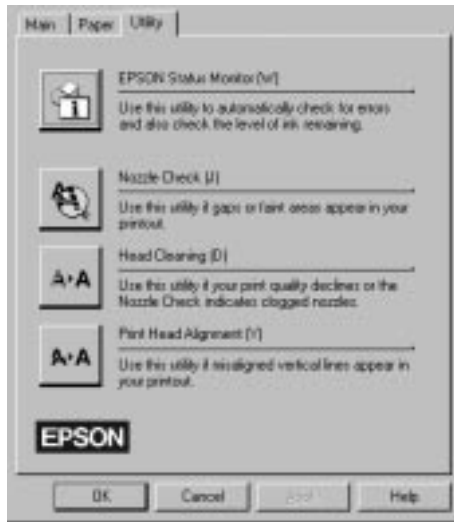 Main Paper Utility
EPSON Status Monitor (W)
Use this utility to automatically check for errors
and also check the level of ink remaining.
Nozzle Check (J)
Use this utility if gaps or faint areas appear in your
printout.
Head Cleaning (D)
Use this utility if your print quality declines or the
Nozzle Check indicates clogged nozzles.
Print Head Alignment (Y)
Use this utility if misaligned vertical lines appear in
your printout.
EPSON
OK Cancel Help